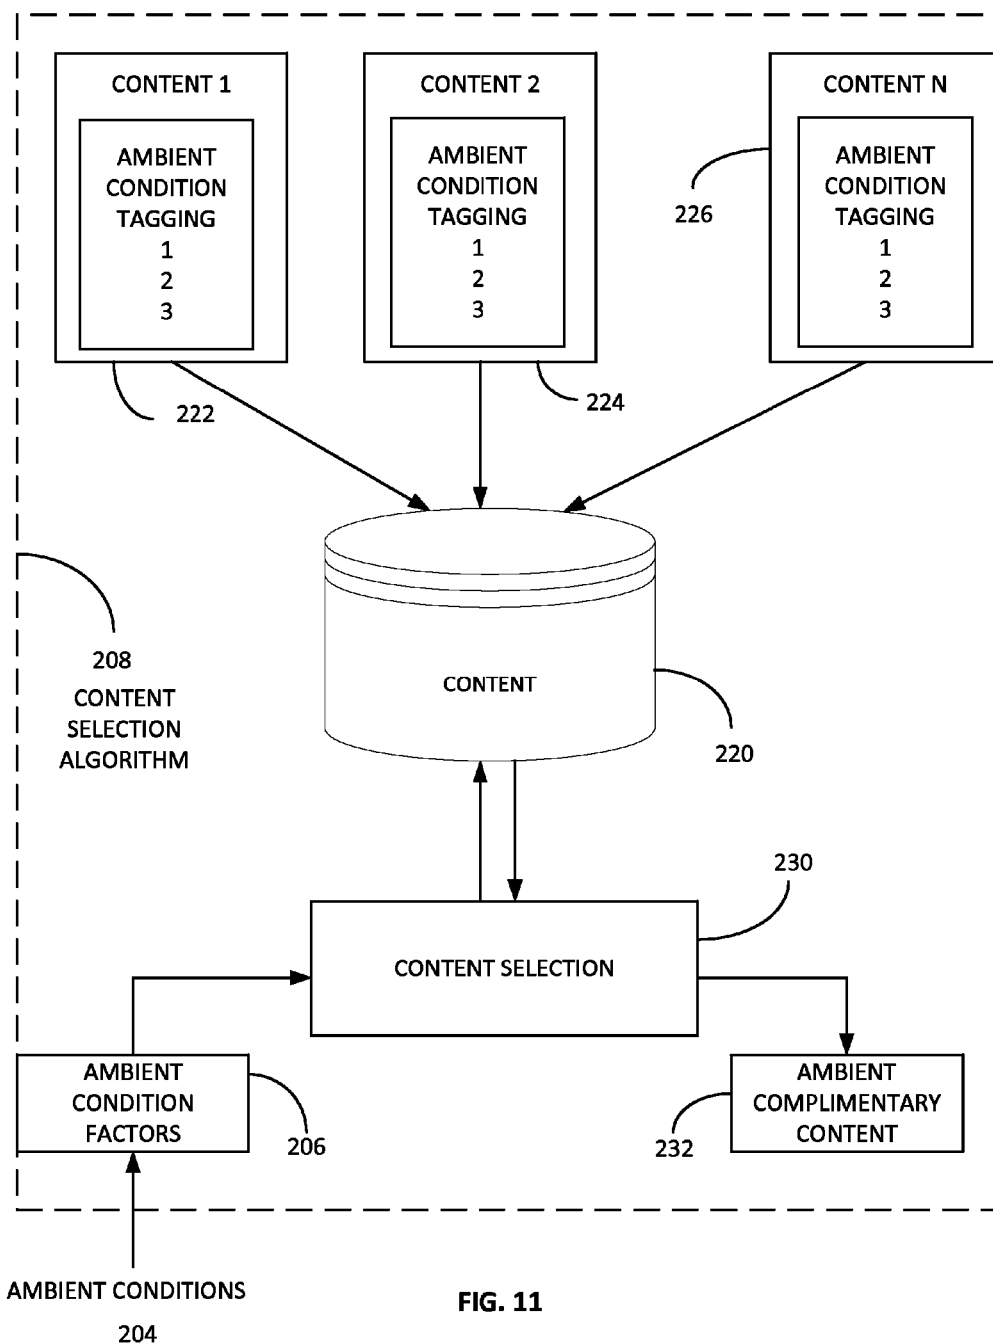 CONTENT 1
AMBIENT
CONDITION
TAGGING
1
2
3
222
CONTENT 2
AMBIENT
CONDITION
TAGGING
1
2
3
224
CONTENT N
AMBIENT
CONDITION
TAGGING
1
2
3
226
208
CONTENT
SELECTION
ALGORITHM
CONTENT
220
230
CONTENT SELECTION
AMBIENT
CONDITION
FACTORS
206
AMBIENT
COMPLIMENTARY
CONTENT
232
AMBIENT CONDITIONS
204
FIG. 11